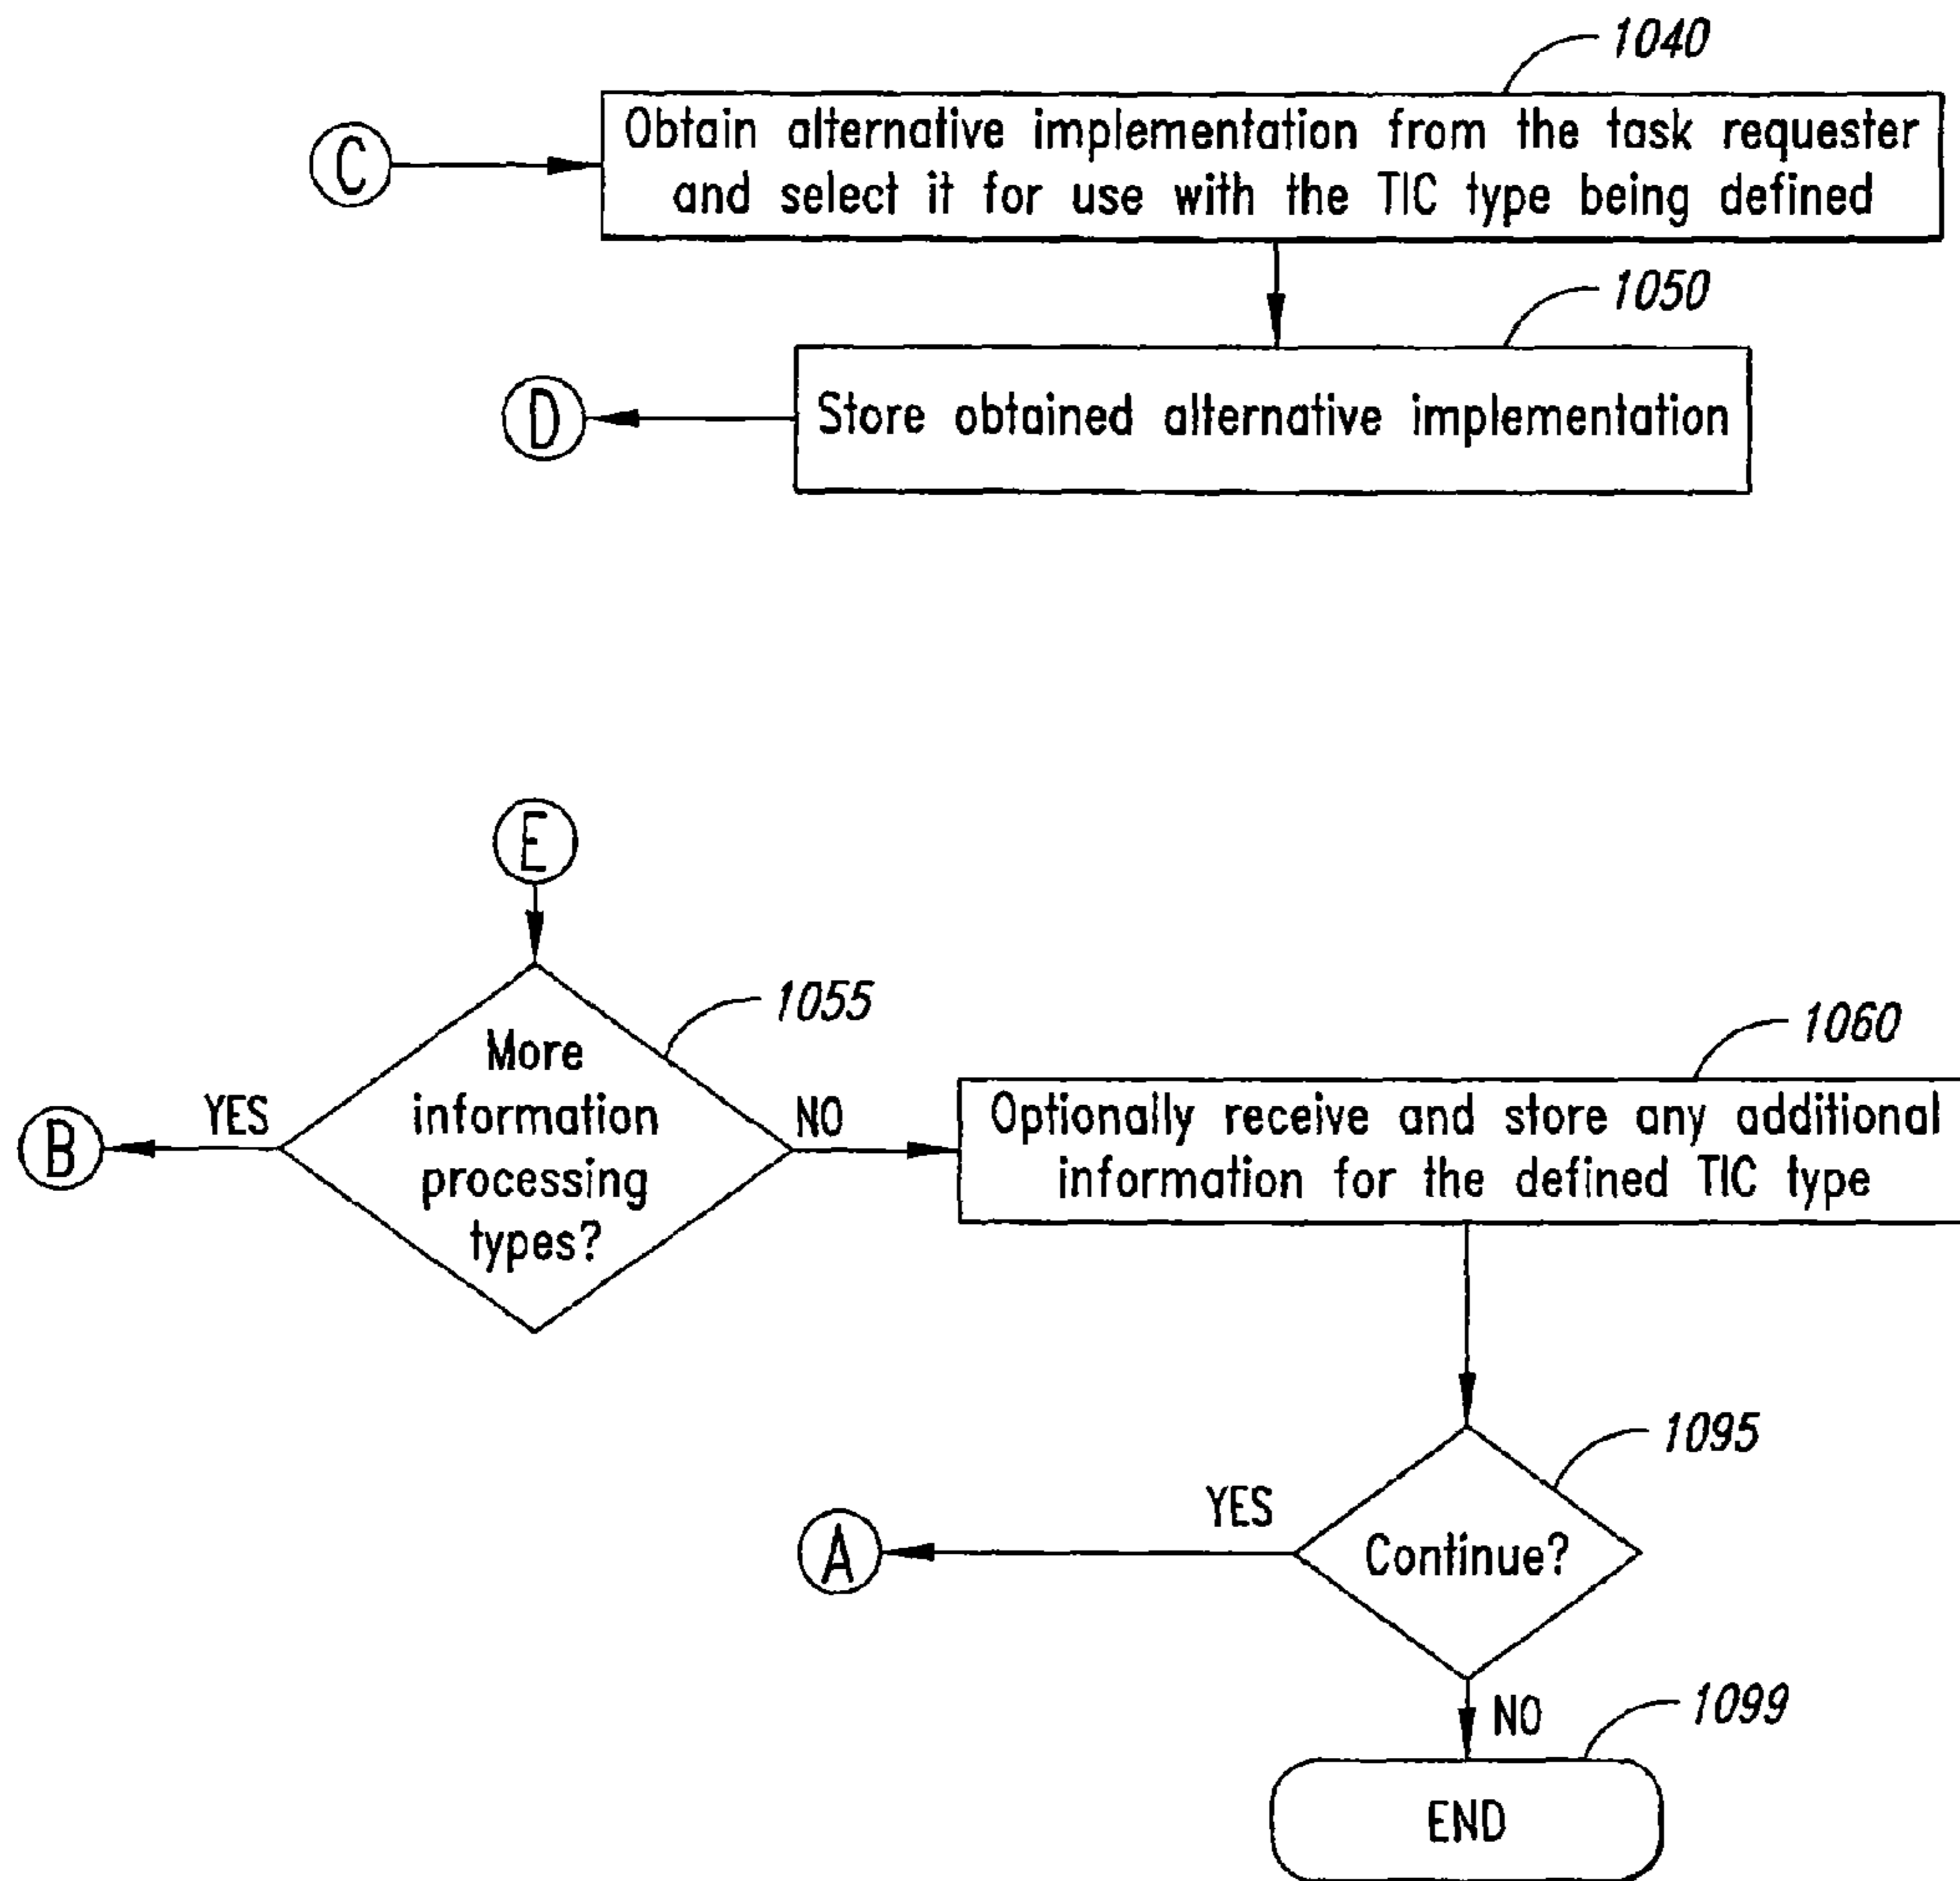 1040
C
Obtain alternative implementation from the task requester
and select it for use with the TIC type being defined
1050
D
Store obtained alternative implementation
E
1055
More
information
processing
types?
YES
B
NO
1060
Optionally receive and store any additional
information for the defined TIC type
1095
YES
A
Continue?
NO
1099
END